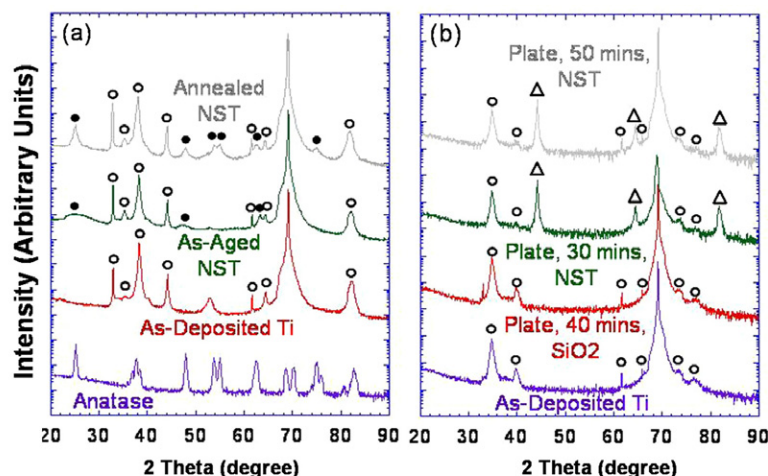 Intensity (Arbitrary Units)
(a)
Annealed
NST
As-Aged
NST
As-Deposited Ti
Anatase
20 30 40 50 60 70 80 90
2 Theta (degree)
(b)
Plate, 50 mins,
NST
Plate, 30 mins,
NST
Plate, 40 mins,
SiO2
As-Deposited Ti
20 30 40 50 60 70 80 90
2 Theta (degree)